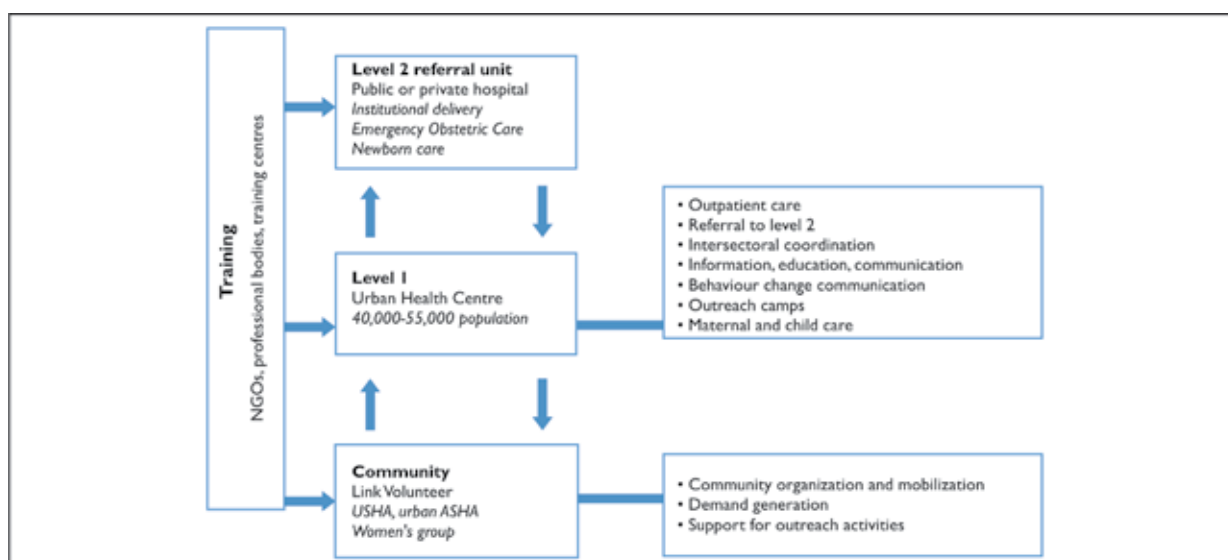 Training
NGOs, professional bodies, training centres
Level 2 referral unit
Public or private hospital
Institutional delivery
Emergency Obstetric Care
Newborn care
Level 1
Urban Health Centre
40,000-55,000 population
• Outpatient care
• Referral to level 2
• Intersectoral coordination
• Information, education, communication
• Behaviour change communication
• Outreach camps
• Maternal and child care
Community
Link Volunteer
USHA, urban ASHA
Women's group
• Community organization and mobilization
• Demand generation
• Support for outreach activities